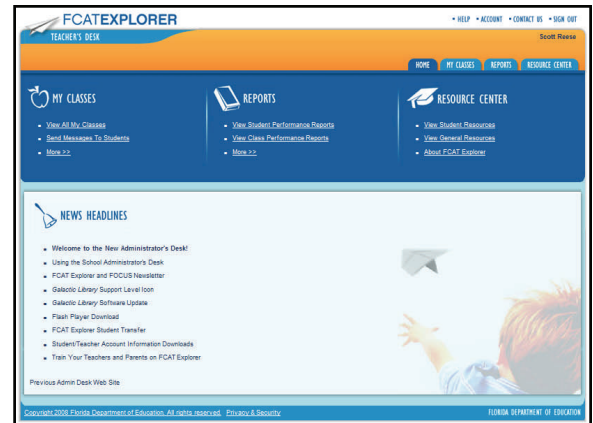 FCATEXPLORER
• HELP • ACCOUNT • CONTACT US • SIGN OUT
TEACHER'S DESK
Scott Reese
HOME MY CLASSES REPORTS RESOURCE CENTER
MY CLASSES
View All My Classes
Send Messages To Students
More >>
REPORTS
View Student Performance Reports
View Class Performance Reports
More >>
RESOURCE CENTER
View Student Resources
View General Resources
About FCAT Explorer
NEWS HEADLINES
Welcome to the New Administrator's Desk!
Using the School Administrator's Desk
FCAT Explorer and FOCUS Newsletter
Galactic Library Support Level Icon
Galactic Library Software Update
Flash Player Download
FCAT Explorer Student Transfer
Student/Teacher Account Information Downloads
Train Your Teachers and Parents on FCAT Explorer
Previous Admin Desk Web Site
Copyright 2008 Florida Department of Education. All rights reserved. Privacy & Security
FLORIDA DEPARTMENT OF EDUCATION